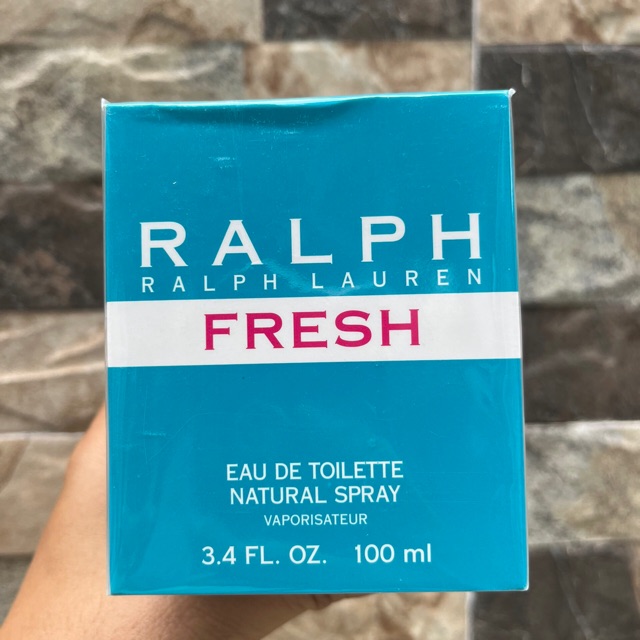 RALPH
RALPH LAUREN
FRESH
EAU DE TOILETTE
NATURAL SPRAY
VAPORISATEUR
3.4 FL. OZ. 100 ml